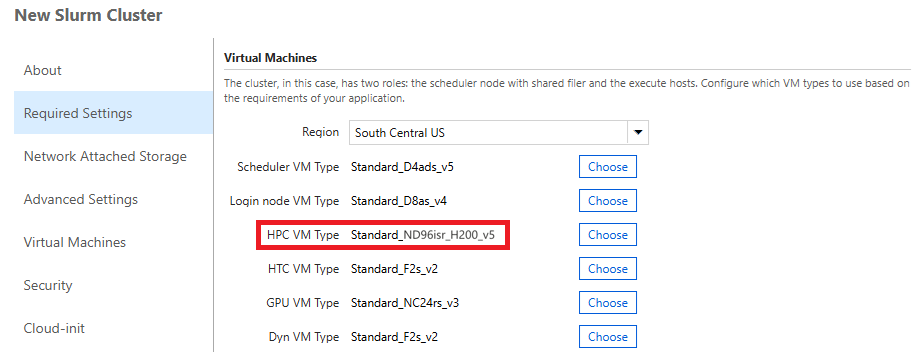 New Slurm Cluster
About
Required Settings
Network Attached Storage
Advanced Settings
Virtual Machines
Security
Cloud-init
Virtual Machines
The cluster, in this case, has two roles: the scheduler node with shared filer and the execute hosts. Configure which VM types to use based on
the requirements of your application.
Region South Central US
Scheduler VM Type Standard_D4ads_v5 Choose
Login node VM Type Standard_D8as_v4 Choose
HPC VM Type Standard_ND96isr_H200_v5 Choose
HTC VM Type Standard_F2s_v2 Choose
GPU VM Type Standard_NC24rs_v3 Choose
Dyn VM Type Standard_F2s_v2 Choose